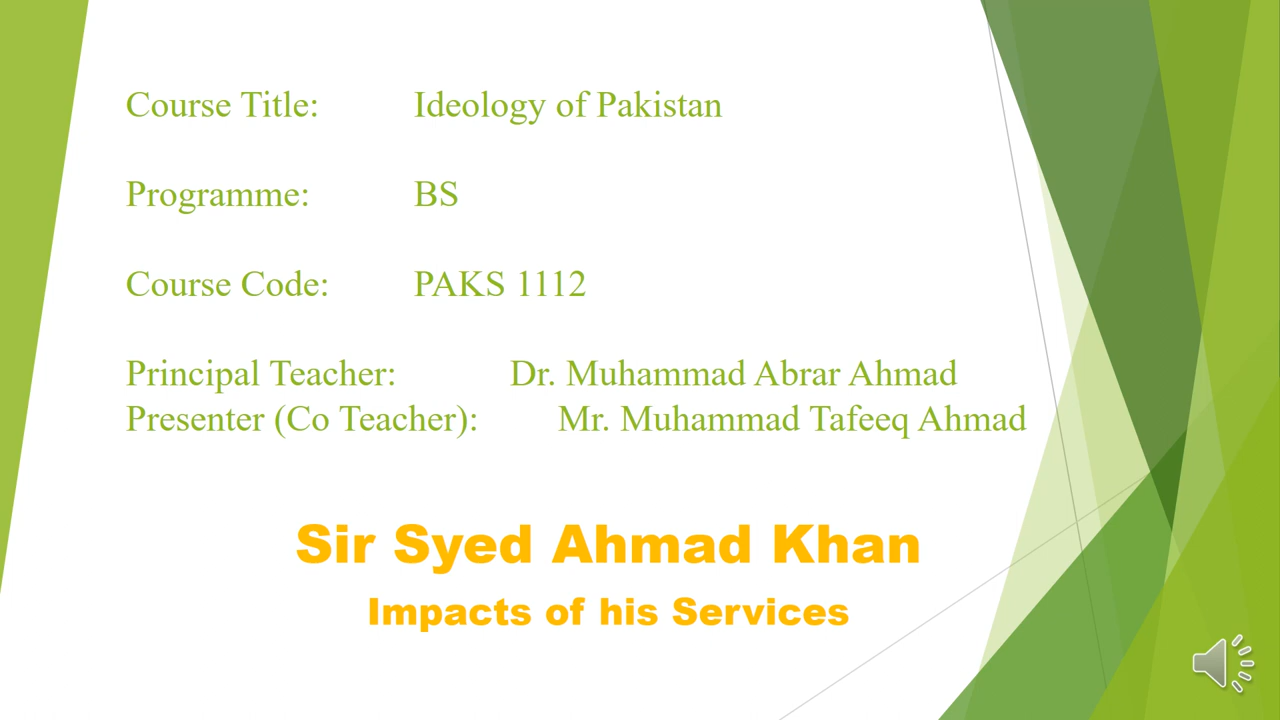 Course Title: Ideology of Pakistan
Programme: BS
Course Code: PAKS 1112
Principal Teacher: Dr. Muhammad Abrar Ahmad
Presenter (Co Teacher): Mr. Muhammad Tafeeq Ahmad
Sir Syed Ahmad Khan
Impacts of his Services